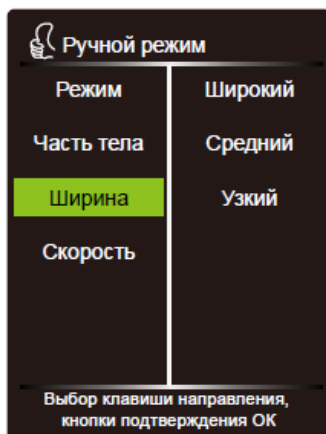 Ручной режим
Режим Широкий
Часть тела Средний
Ширина Узкий
Скорость
Выбор клавиши направления,
кнопки подтверждения ОК